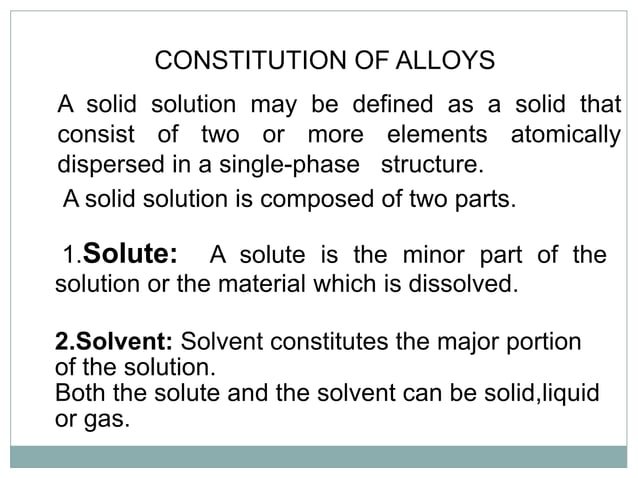 CONSTITUTION OF ALLOYS
A solid solution may be defined as a solid that
consist of two or more elements atomically
dispersed in a single-phase structure.
A solid solution is composed of two parts.
1.Solute: A solute is the minor part of the
solution or the material which is dissolved.
2.Solvent: Solvent constitutes the major portion
of the solution.
Both the solute and the solvent can be solid,liquid
or gas.